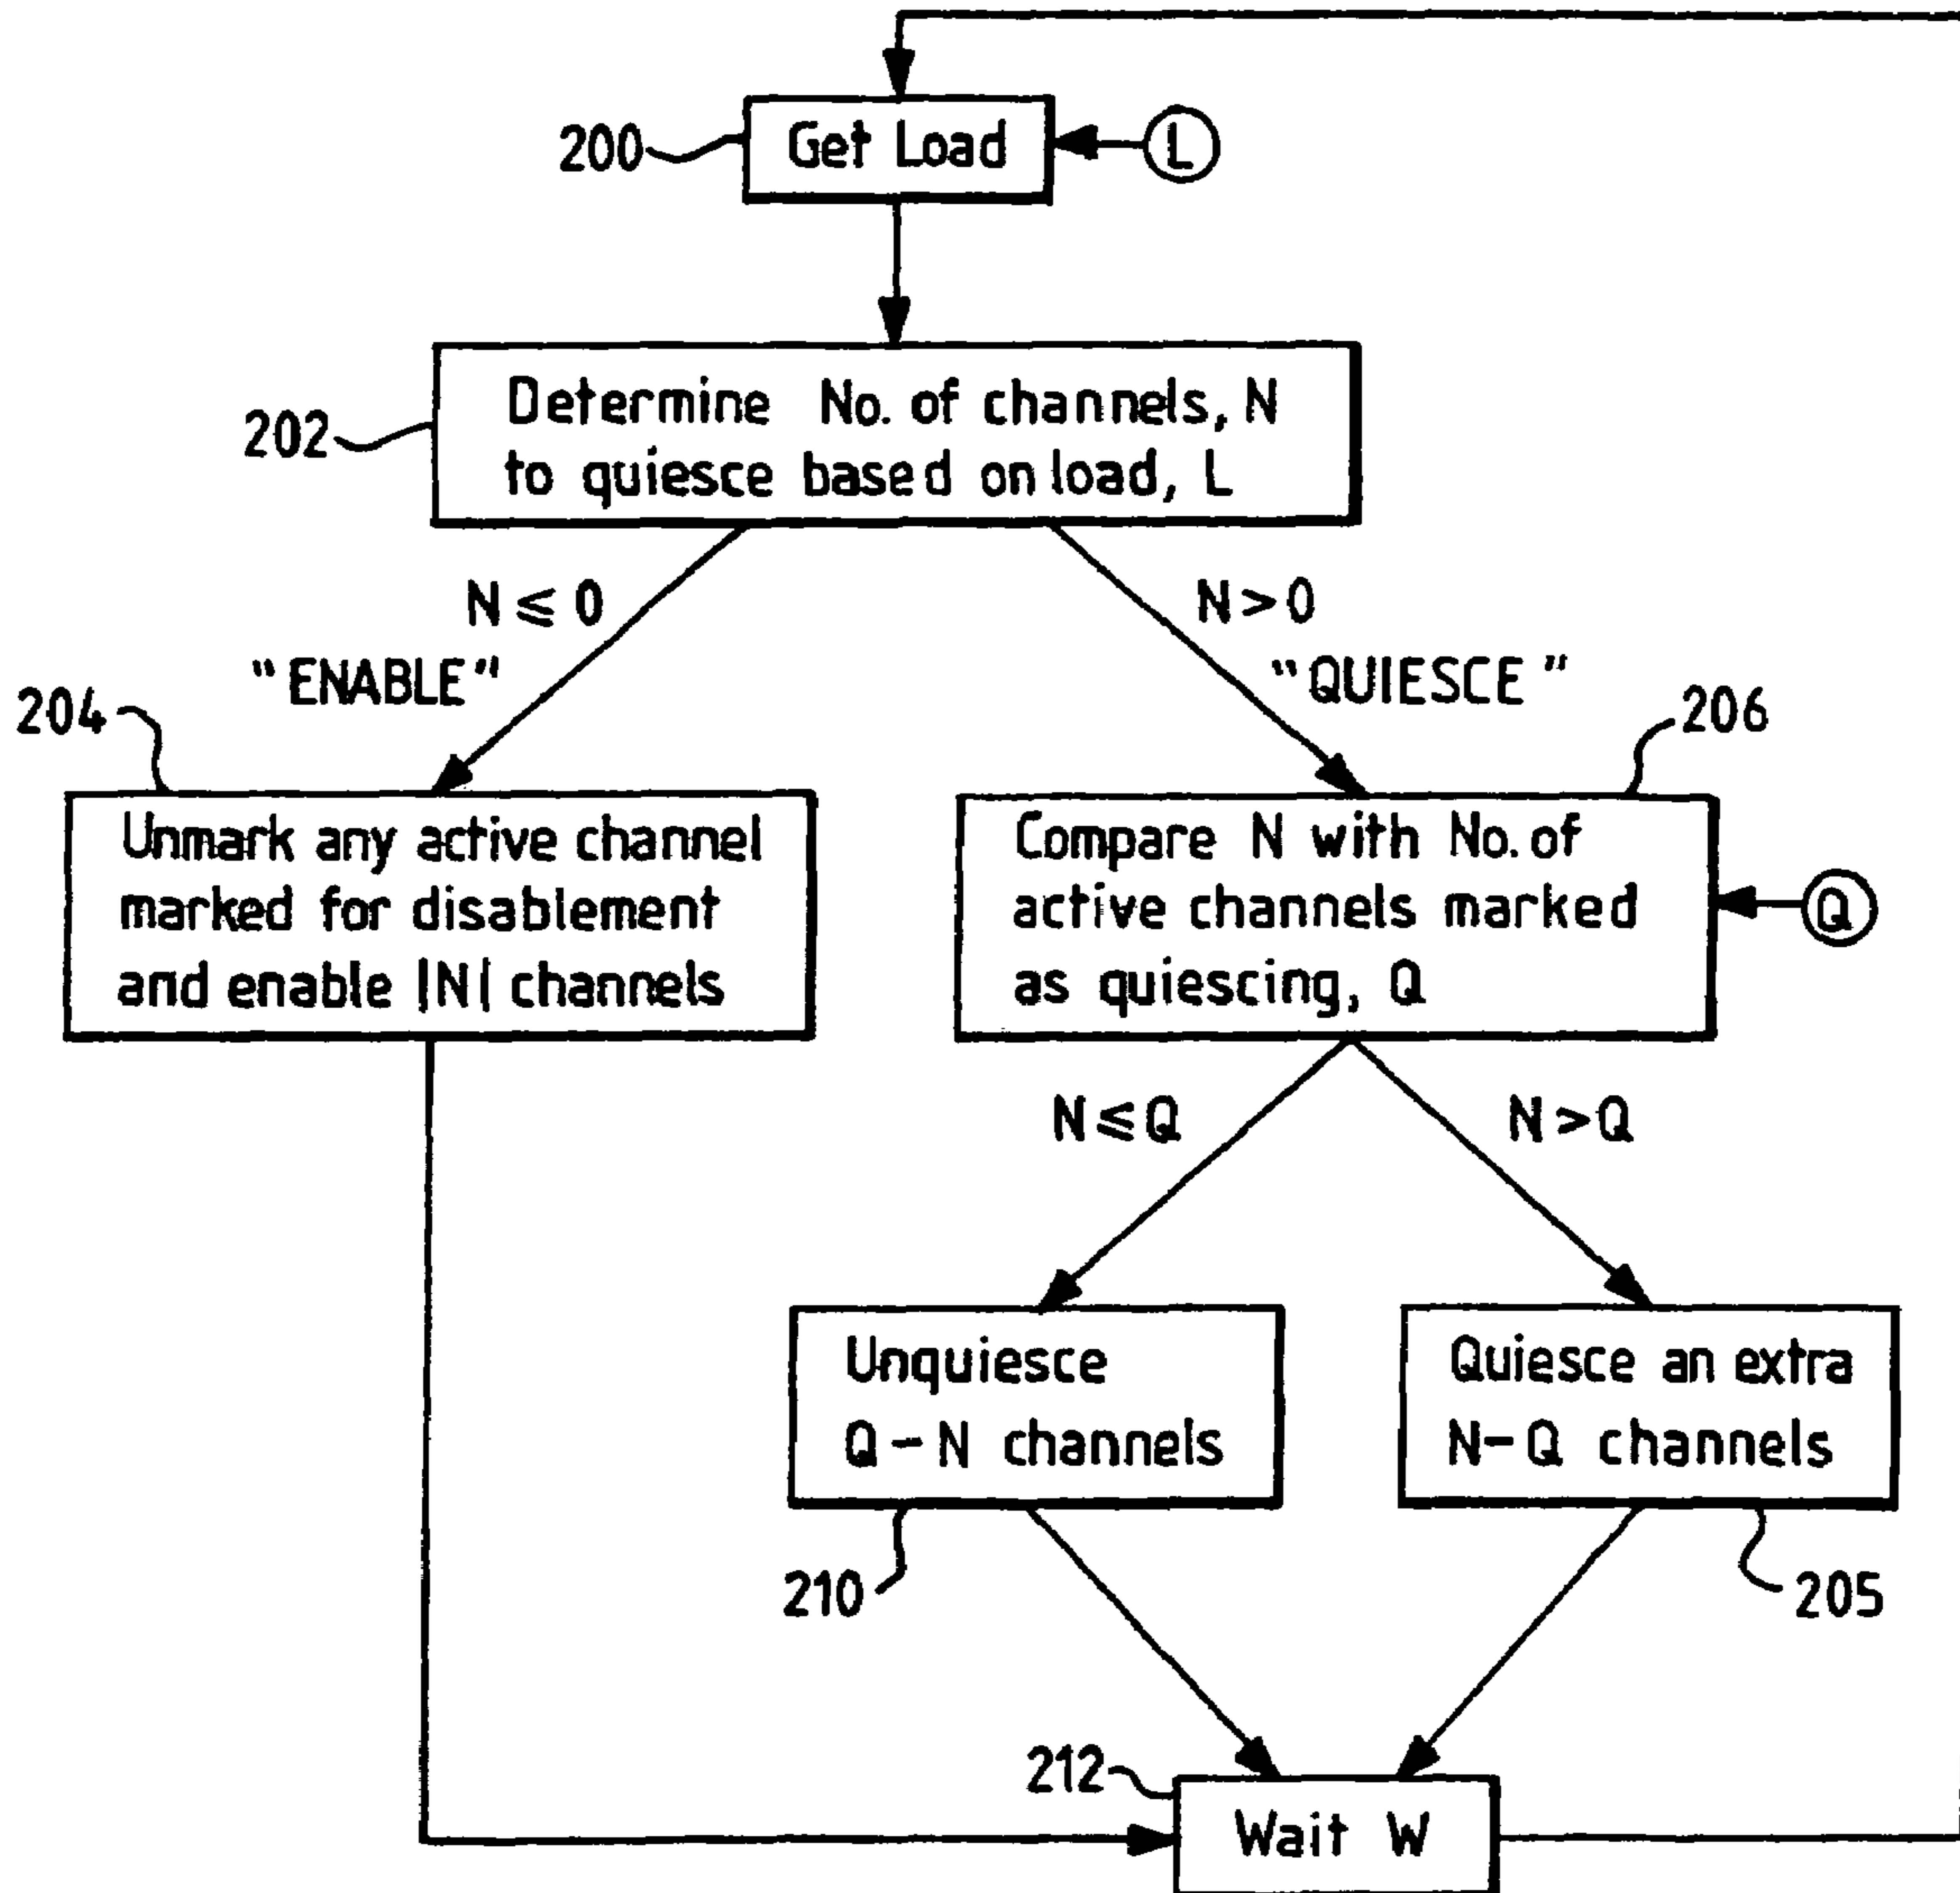 200
Get Load
L
202
Determine No. of channels, N
to quiesce based on load, L
N ≤ 0
"ENABLE"
N > 0
"QUIESCE"
204
206
Unmark any active channel
marked for disablement
and enable |N| channels
Compare N with No. of
active channels marked
as quiescing, Q
Q
N ≤ Q
N > Q
Unquiesce
Q – N channels
Quiesce an extra
N – Q channels
210
205
212
Wait W